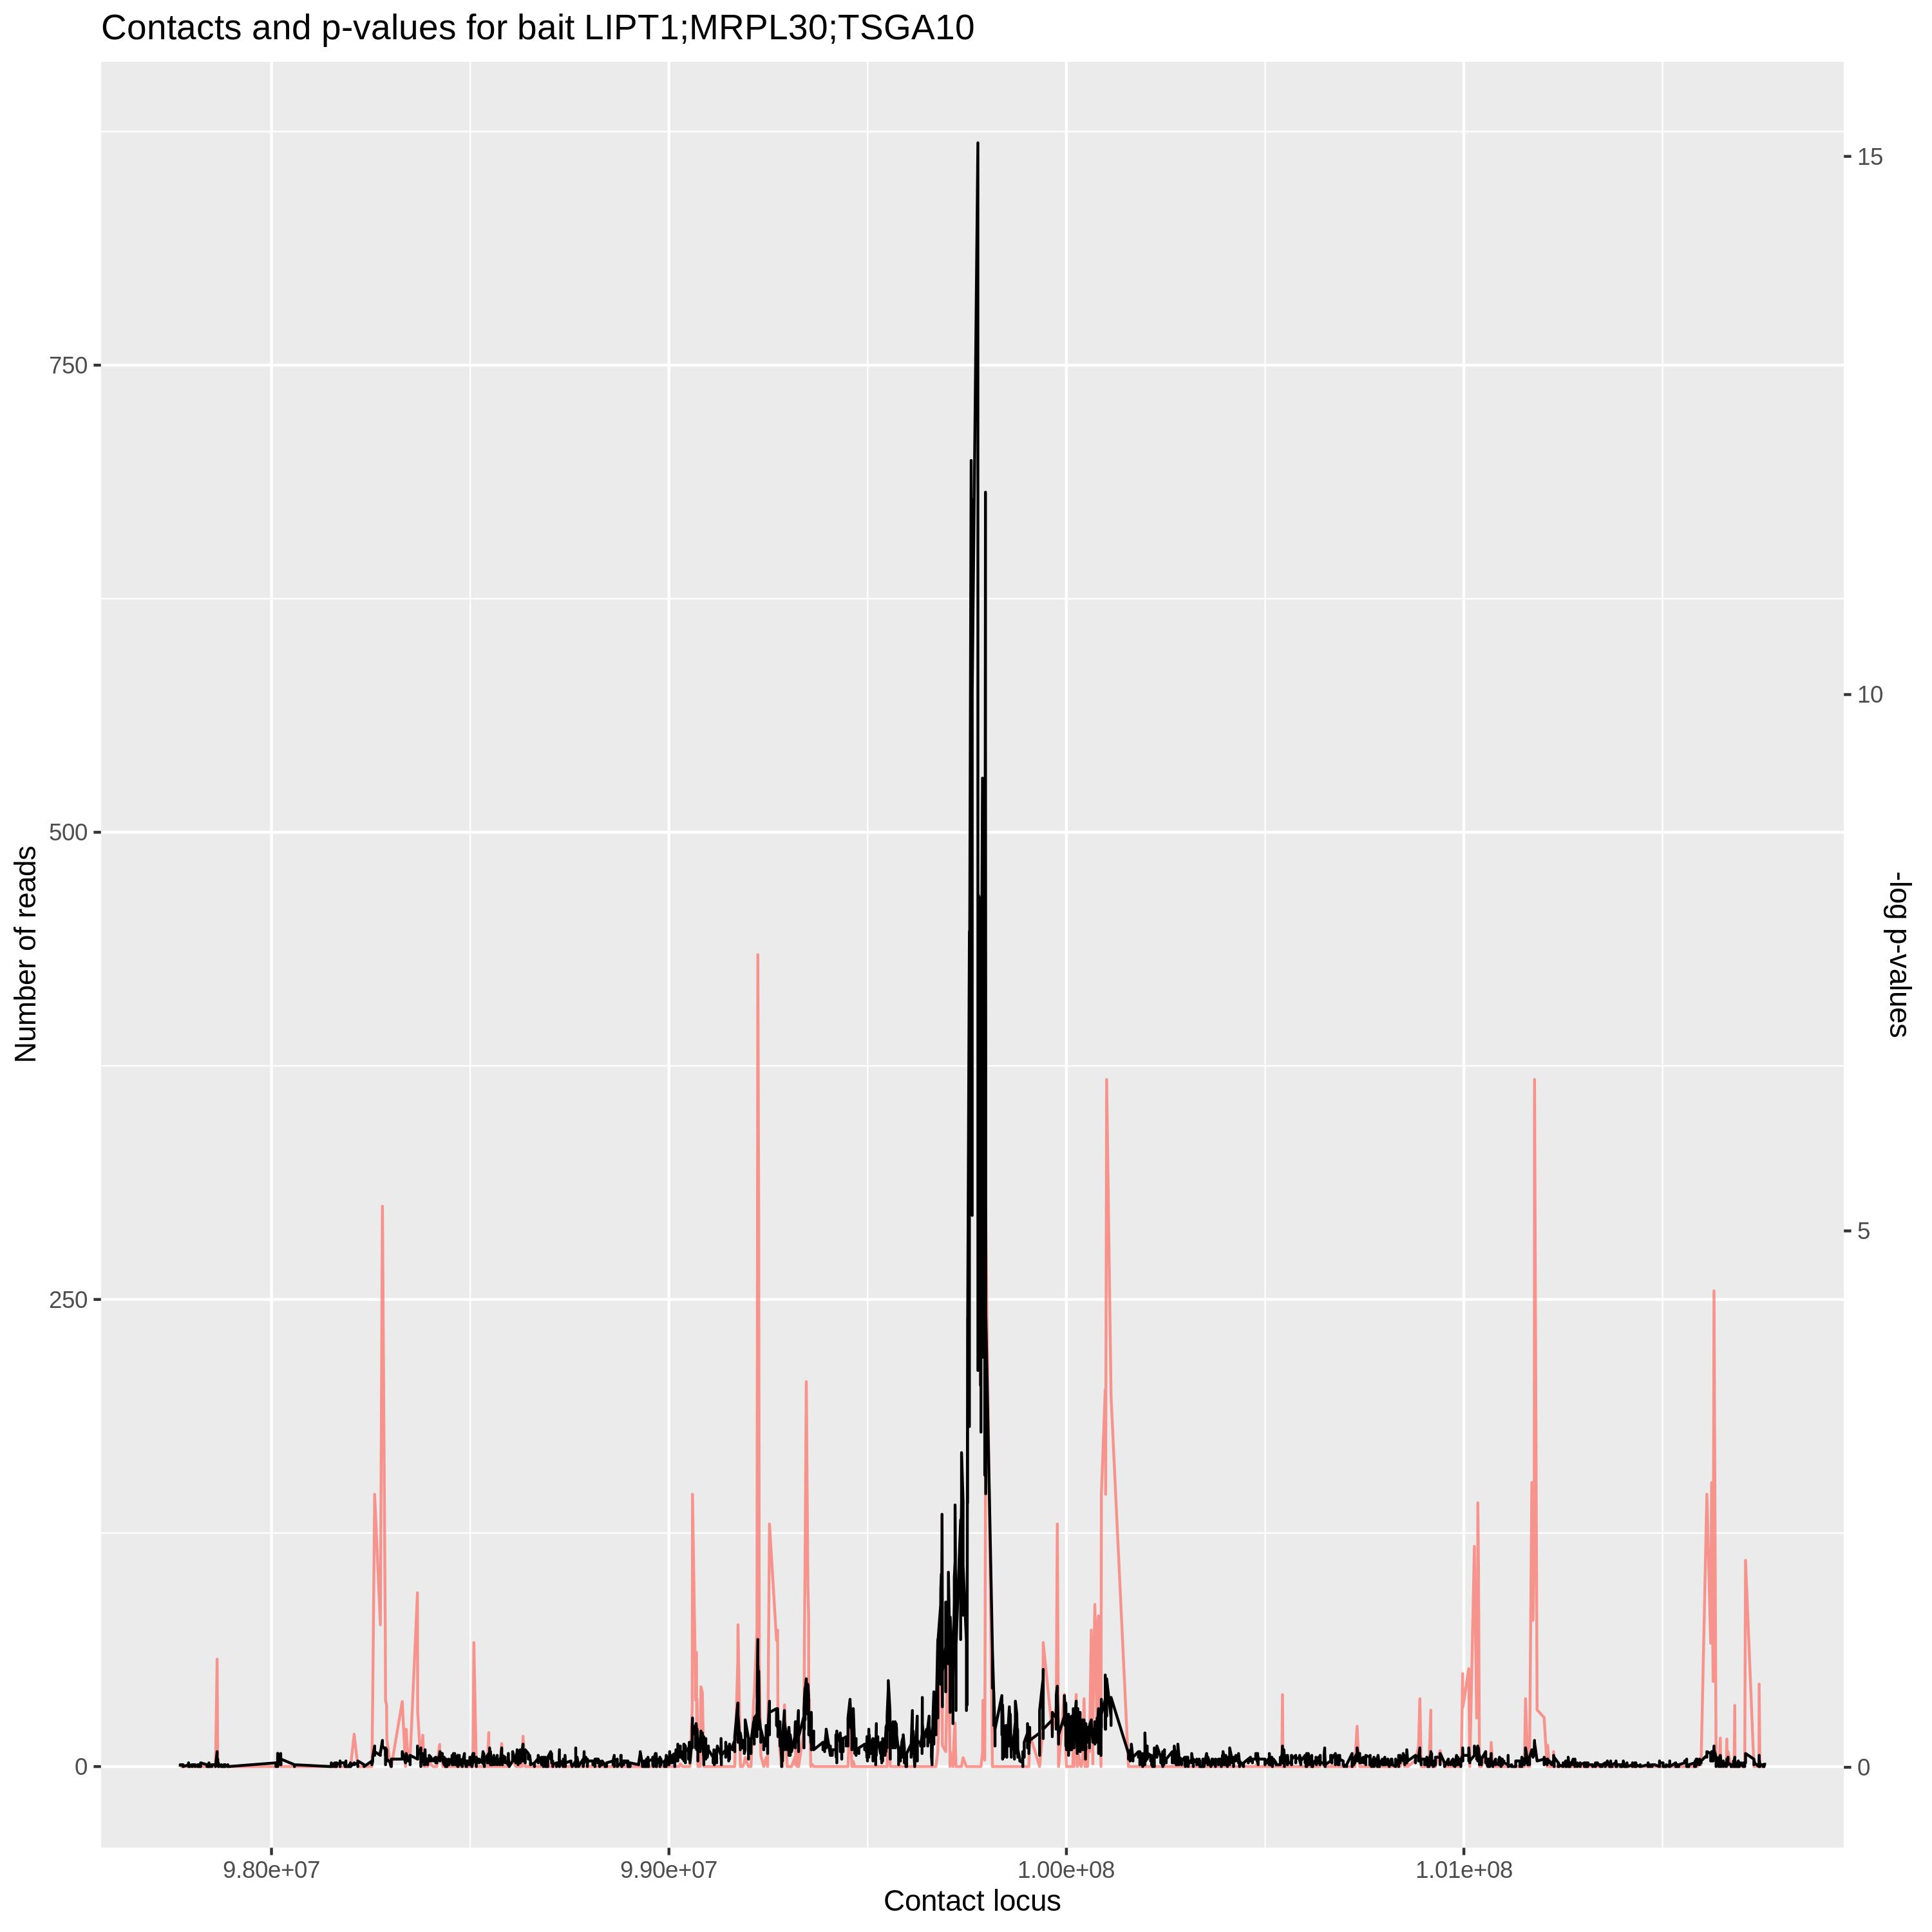 Contacts and p-values for bait LIPT1;MRPL30;TSGA10
750
500
250
0
Number of reads
15
10
5
0
-log p-values
9.80e+07
9.90e+07
1.00e+08
1.01e+08
Contact locus